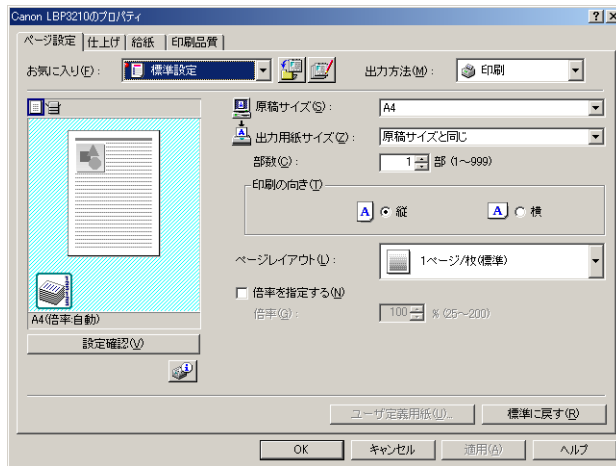 Canon LBP3210のプロパティ
ページ設定 仕上げ 給紙 印刷品質
お気に入り(F): 標準設定 出力方法(M): 印刷
原稿サイズ(S): A4
出力用紙サイズ(Z): 原稿サイズと同じ
部数(C): 1 部 (1～999)
印刷の向き(T)
A 縦 A 横
ページレイアウト(L): 1ページ/枚(標準)
倍率を指定する(N)
倍率(G): 100 % (25～200)
A4(倍率:自動)
設定確認(V)
ユーザ定義用紙(U)... 標準に戻す(R)
OK キャンセル 適用(A) ヘルプ